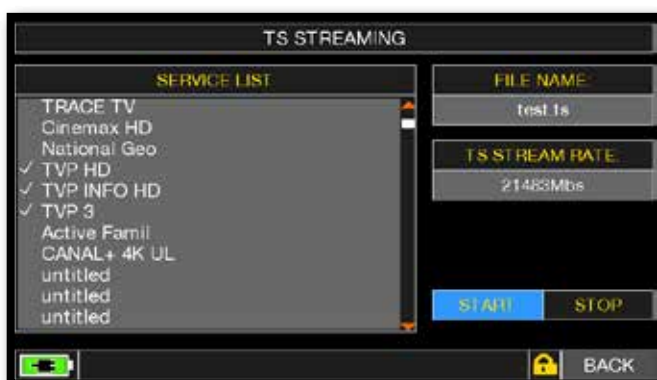 TS STREAMING
SERVICE LIST
TRACE TV
Cinemax HD
National Geo
✓ TVP HD
✓ TVP INFO HD
✓ TVP 3
Active Famil
CANAL+ 4K UL
untitled
untitled
untitled
FILE NAME:
test.ts
TS STREAM RATE:
21483Mbs
START
STOP
BACK